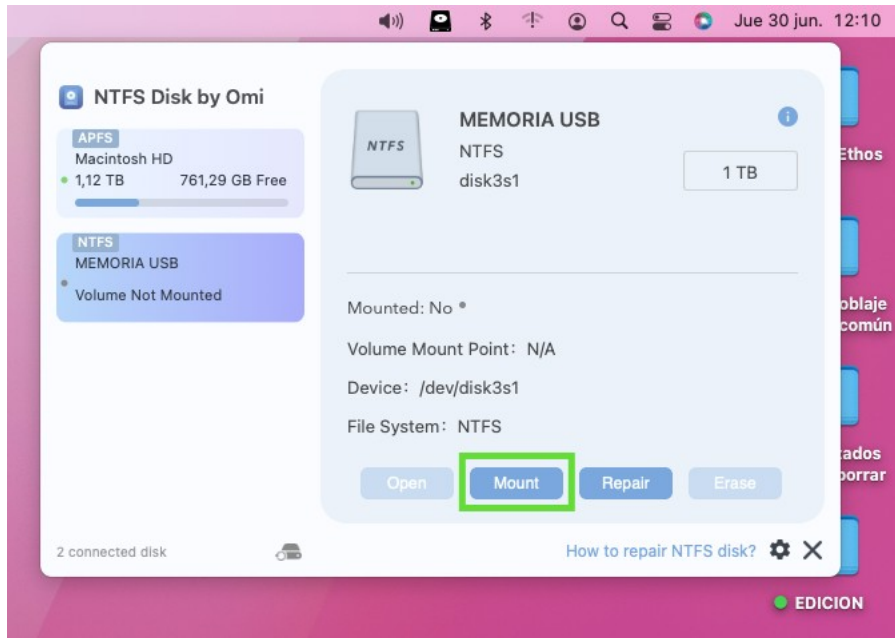 Jue 30 jun. 12:10
NTFS Disk by Omi
APFS
Macintosh HD
1,12 TB 761,29 GB Free
NTFS
MEMORIA USB
Volume Not Mounted
2 connected disk
NTFS
MEMORIA USB
NTFS
disk3s1
1 TB
Mounted: No
Volume Mount Point: N/A
Device: /dev/disk3s1
File System: NTFS
Open Mount Repair Erase
How to repair NTFS disk?
Ethos
oblaje
común
ados
borrar
EDICION